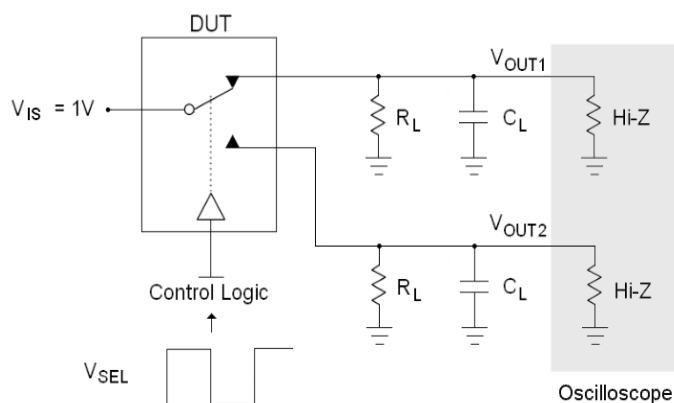 DUT
V_IS = 1V
V_OUT1
R_L
C_L
Hi-Z
V_OUT2
R_L
C_L
Hi-Z
Control Logic
V_SEL
Oscilloscope